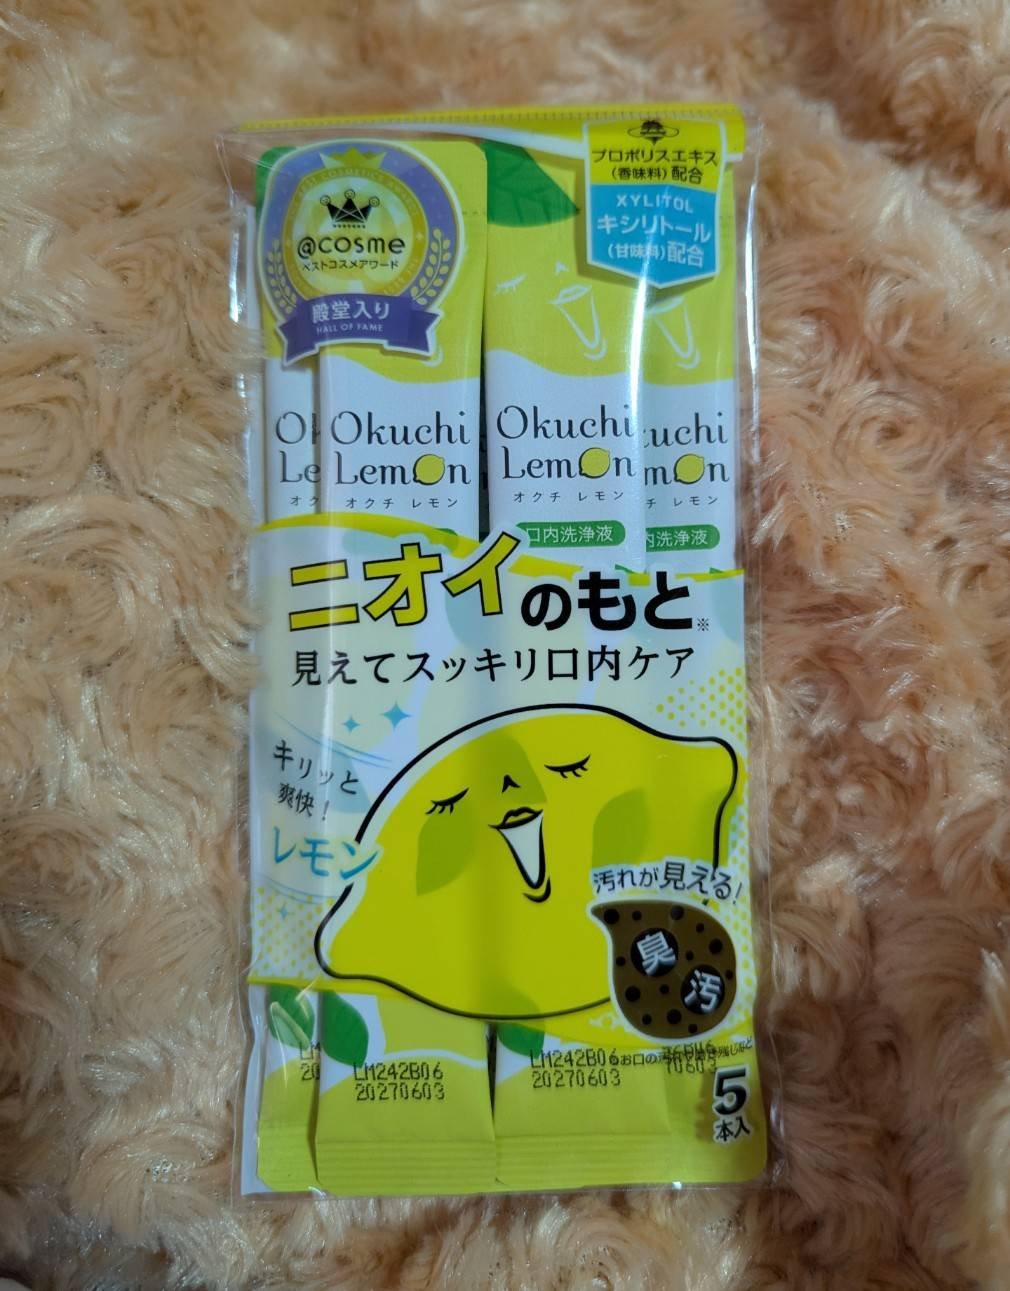 プロポリスエキス
(香味料)配合
XYLITOL
キシリトール
(甘味料)配合
@cosme
ベストコスメアワード
殿堂入り
HALL OF FAME
Okuchi
Lemon
オクチ レモン
Okuchi
Lemon
オクチ レモン
口内洗浄液
内洗浄液
ニオイのもと※
見えてスッキリ口内ケア
キリッと
爽快!
レモン
汚れが見える!
臭
汚
LM242B06
20270603
LM242B06
20270603
5
本入